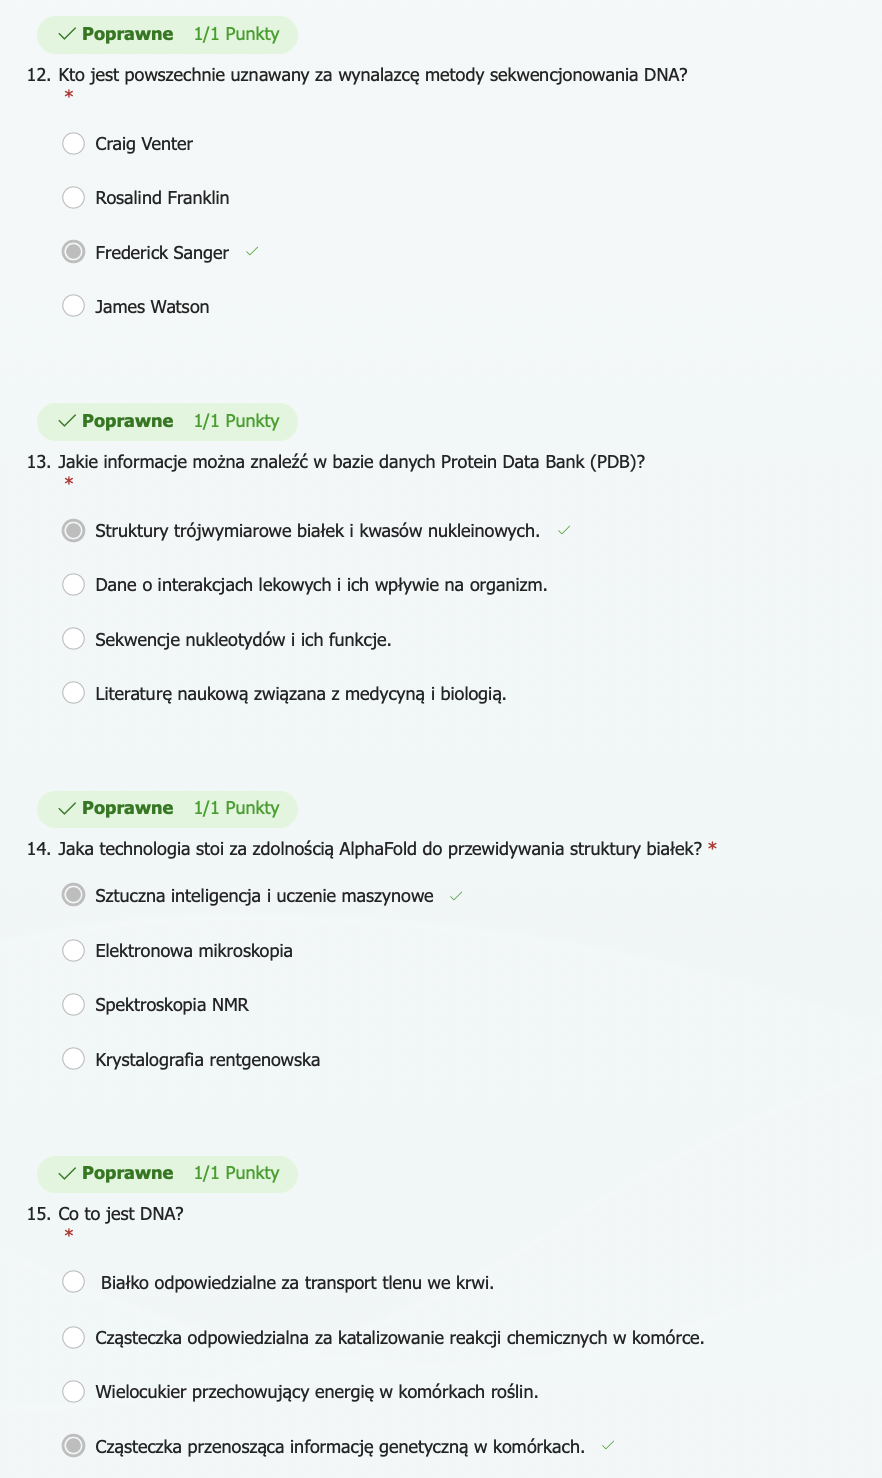 Poprawne 1/1 Punkty
12. Kto jest powszechnie uznawany za wynalazcę metody sekwencjonowania DNA?
*
Craig Venter
Rosalind Franklin
Frederick Sanger
James Watson
Poprawne 1/1 Punkty
13. Jakie informacje można znaleźć w bazie danych Protein Data Bank (PDB)?
*
Struktury trójwymiarowe białek i kwasów nukleinowych.
Dane o interakcjach lekowych i ich wpływie na organizm.
Sekwencje nukleotydów i ich funkcje.
Literaturę naukową związana z medycyną i biologią.
Poprawne 1/1 Punkty
14. Jaka technologia stoi za zdolnością AlphaFold do przewidywania struktury białek? *
Sztuczna inteligencja i uczenie maszynowe
Elektronowa mikroskopia
Spektroskopia NMR
Krystalografia rentgenowska
Poprawne 1/1 Punkty
15. Co to jest DNA?
*
Białko odpowiedzialne za transport tlenu we krwi.
Cząsteczka odpowiedzialna za katalizowanie reakcji chemicznych w komórce.
Wielocukier przechowujący energię w komórkach roślin.
Cząsteczka przenosząca informację genetyczną w komórkach.